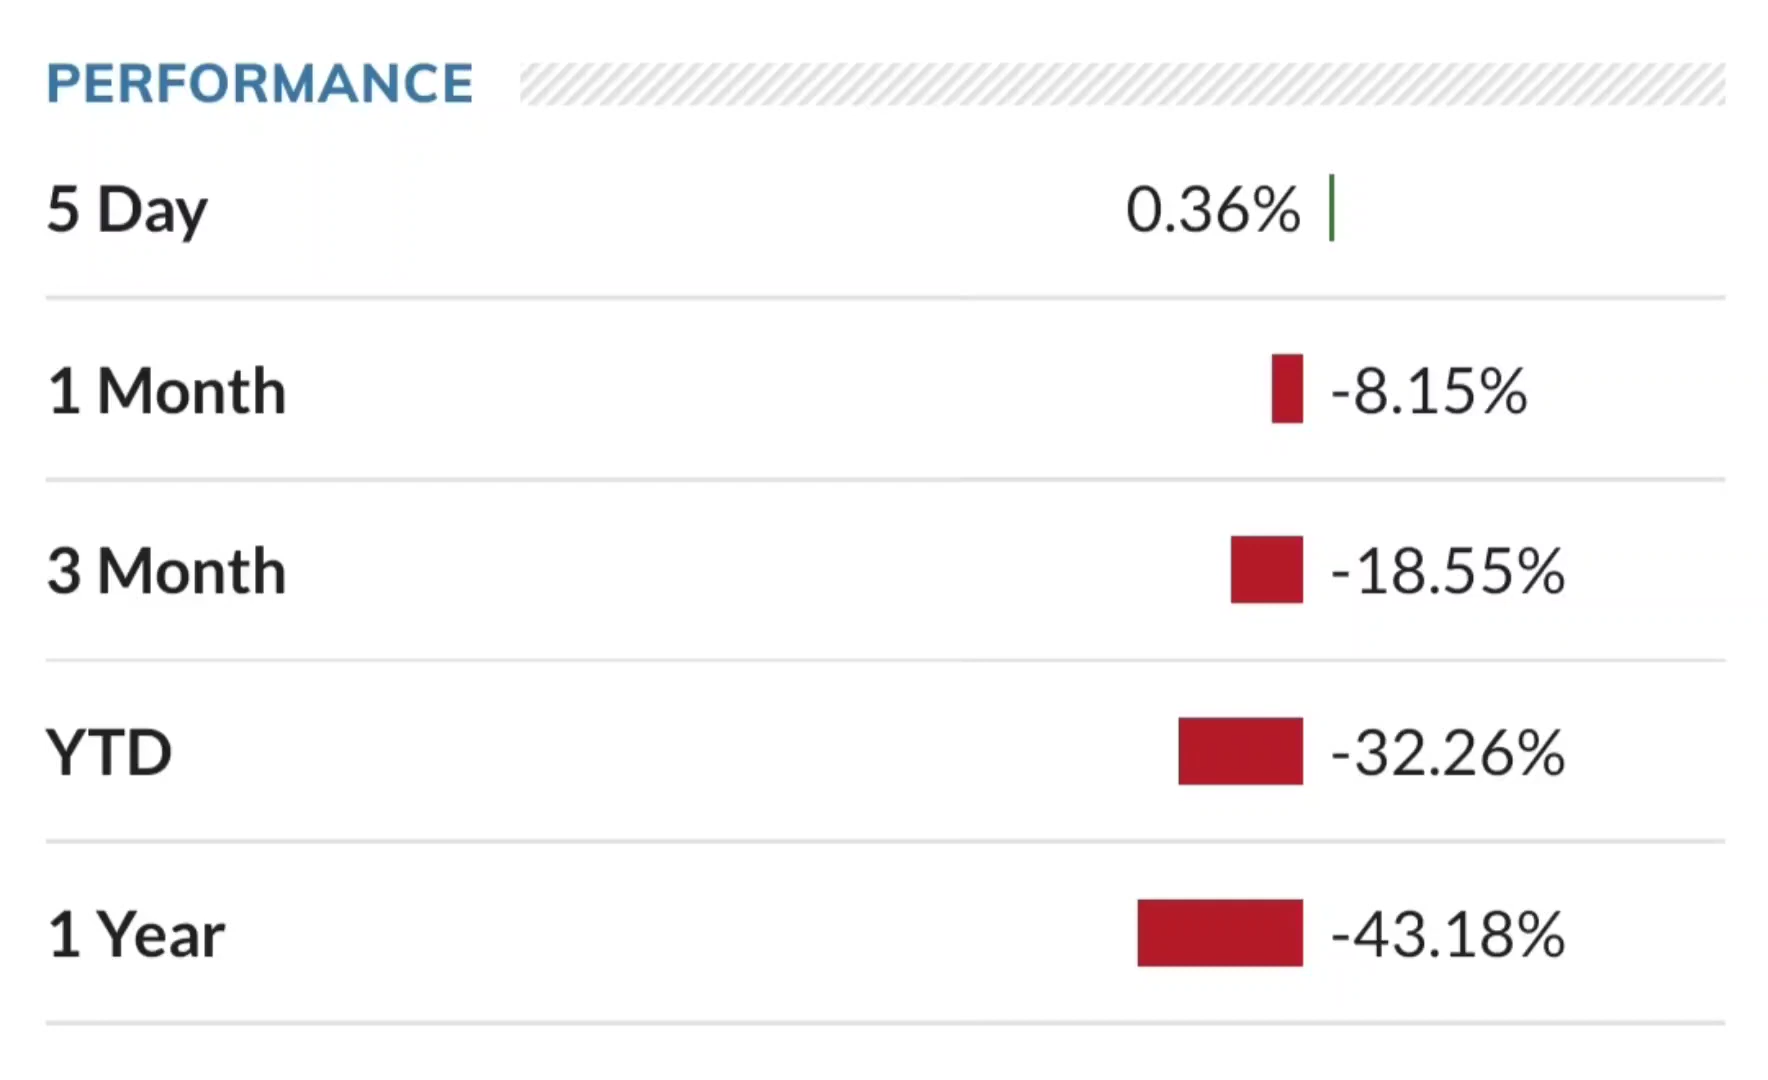 PERFORMANCE
5 Day 0.36%
1 Month -8.15%
3 Month -18.55%
YTD -32.26%
1 Year -43.18%